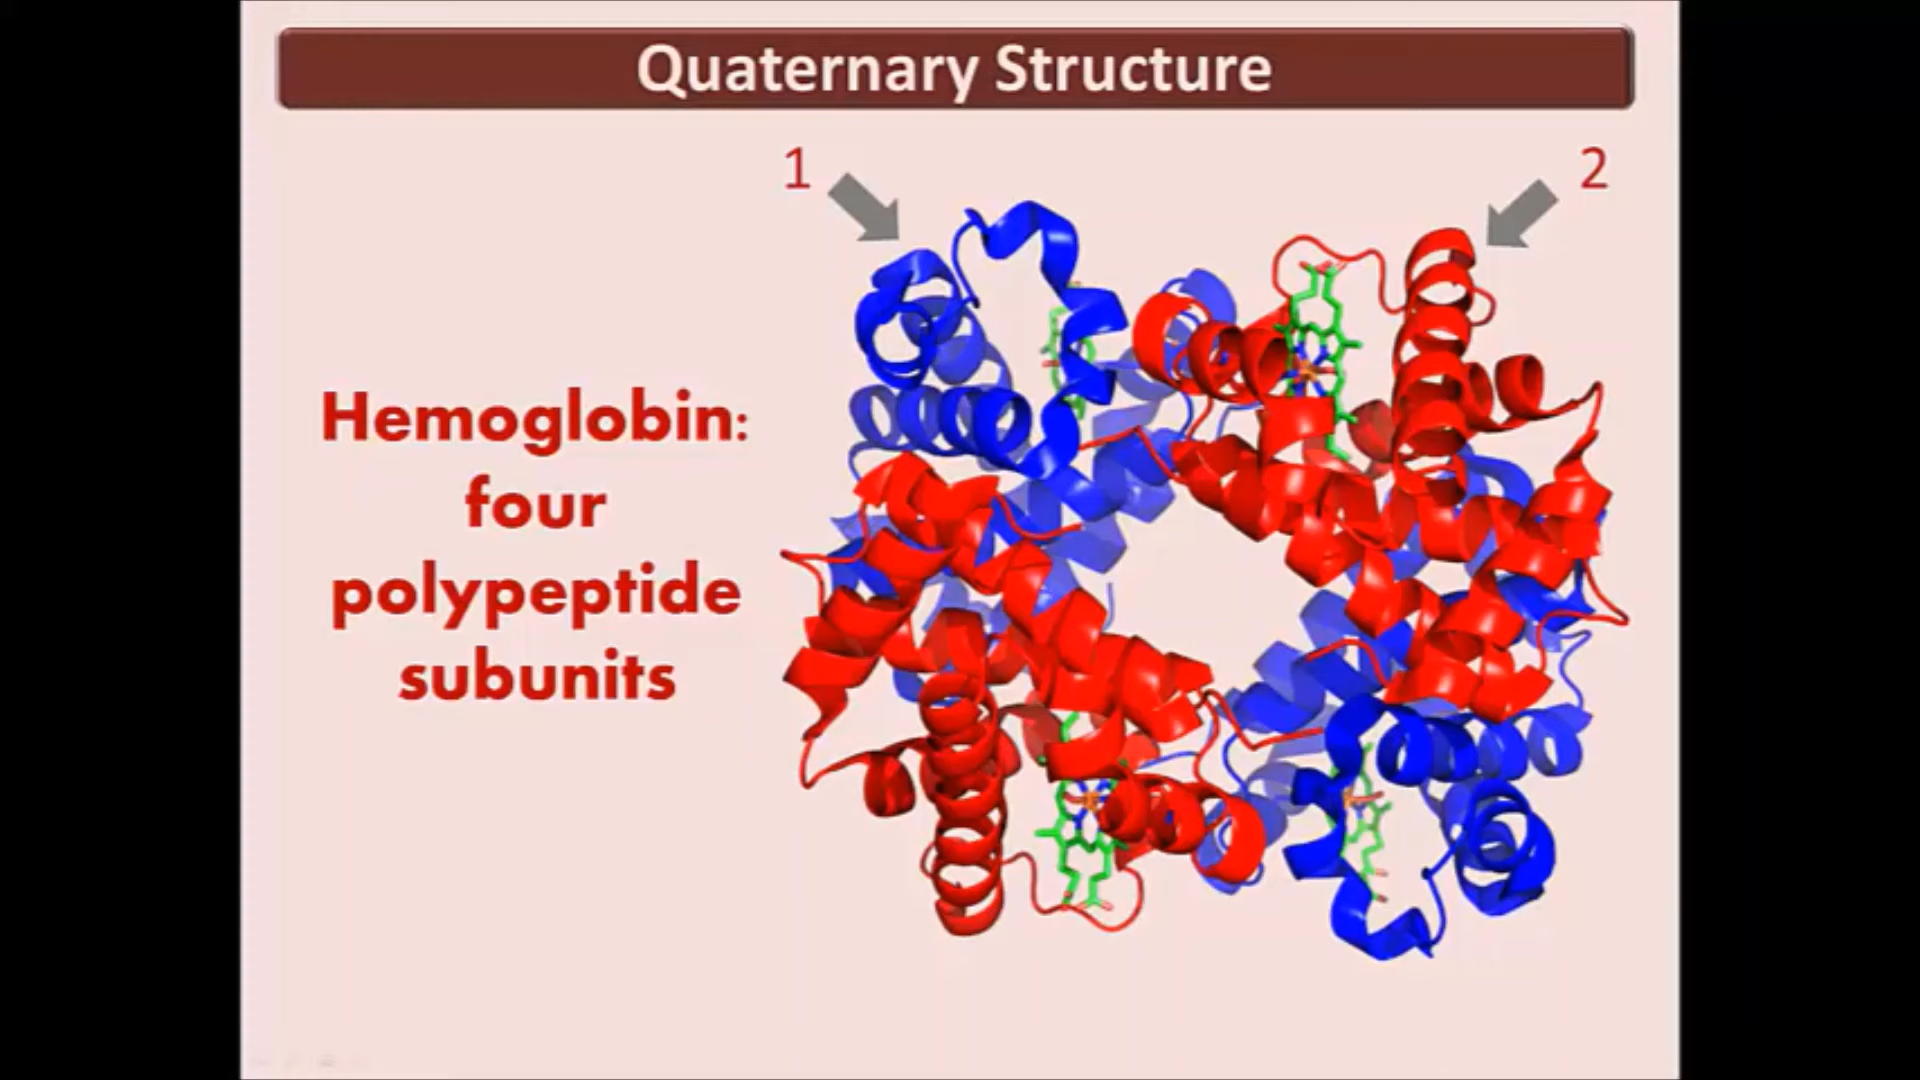 Quaternary Structure
1
2
Hemoglobin:
four
polypeptide
subunits